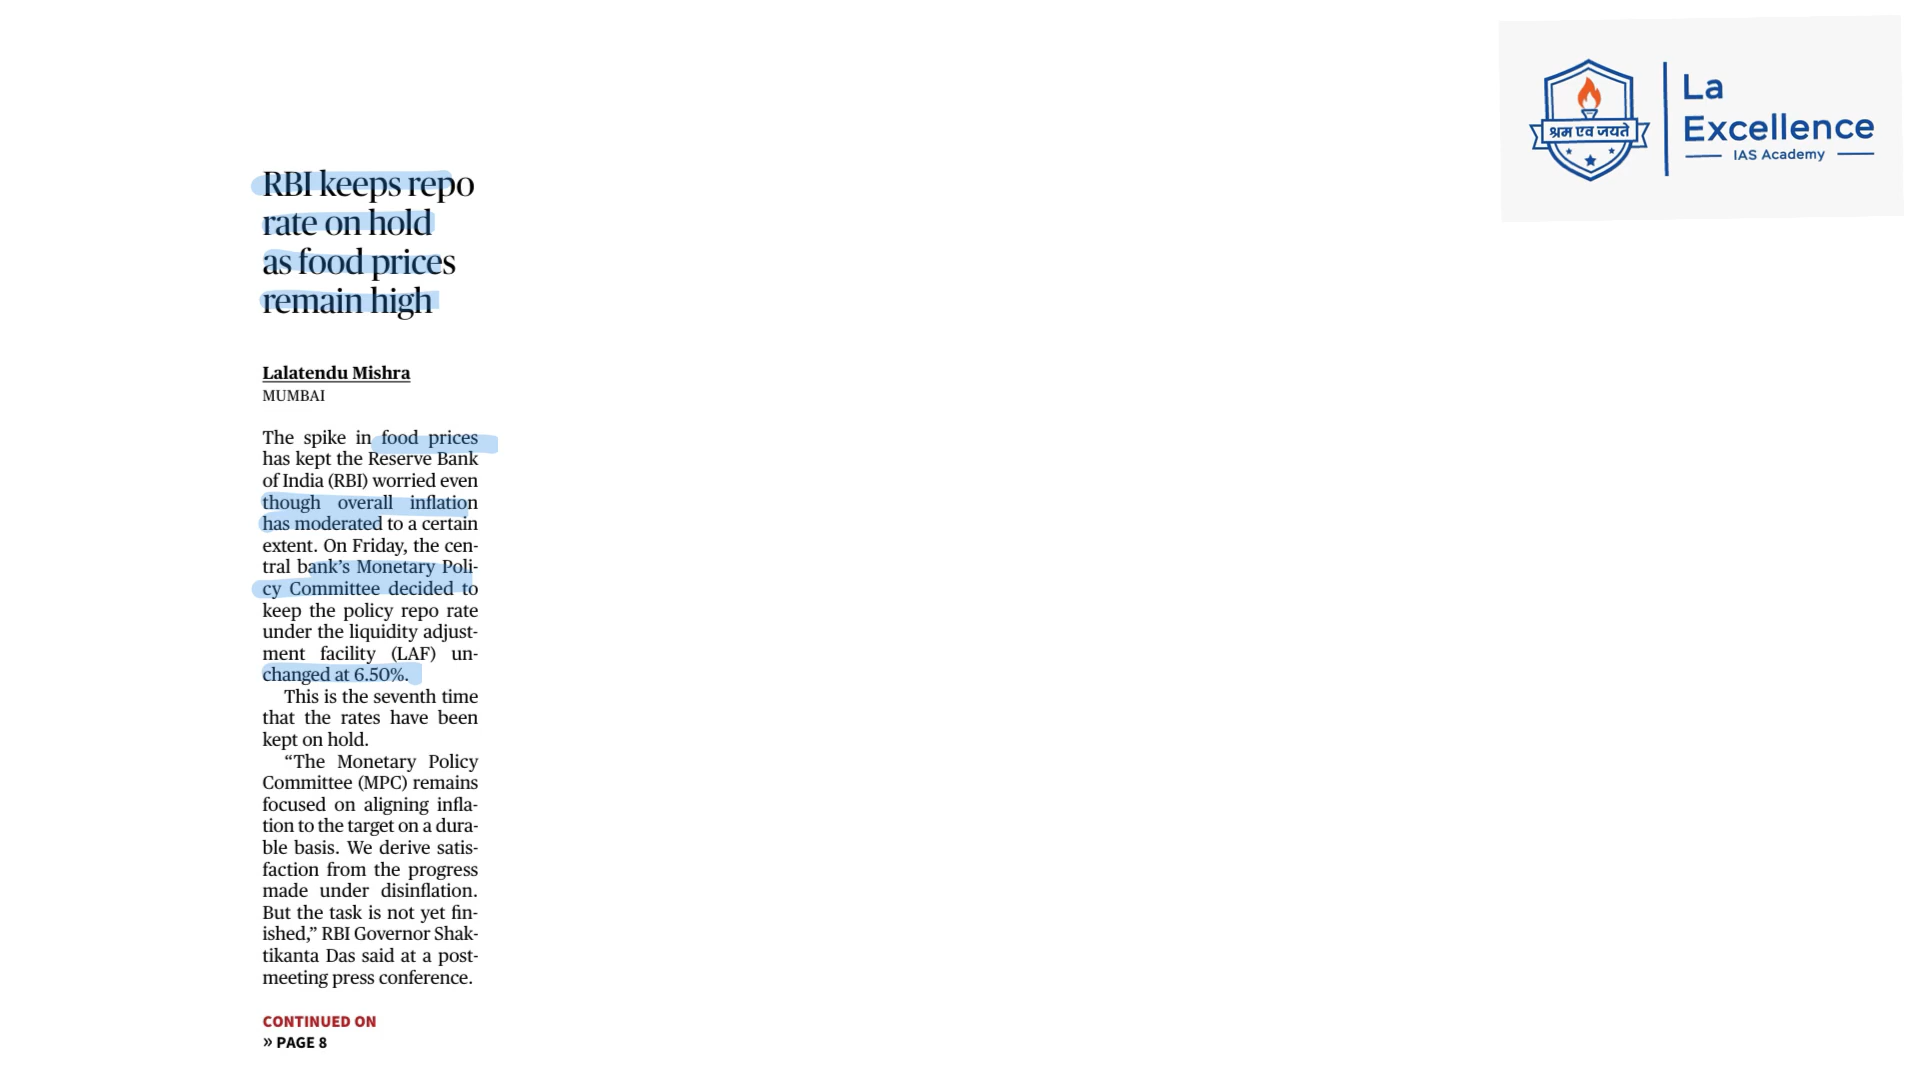 RBI keeps repo
rate on hold
as food prices
remain high
Lalatendu Mishra
MUMBAI
The spike in food prices
has kept the Reserve Bank
of India (RBI) worried even
though overall inflation
has moderated to a certain
extent. On Friday, the cen-
tral bank’s Monetary Poli-
cy Committee decided to
keep the policy repo rate
under the liquidity adjust-
ment facility (LAF) un-
changed at 6.50%.
This is the seventh time
that the rates have been
kept on hold.
“The Monetary Policy
Committee (MPC) remains
focused on aligning infla-
tion to the target on a dura-
ble basis. We derive satis-
faction from the progress
made under disinflation.
But the task is not yet fin-
ished,” RBI Governor Shak-
tikanta Das said at a post-
meeting press conference.
CONTINUED ON
» PAGE 8
श्रम एव जयते
La
Excellence
IAS Academy